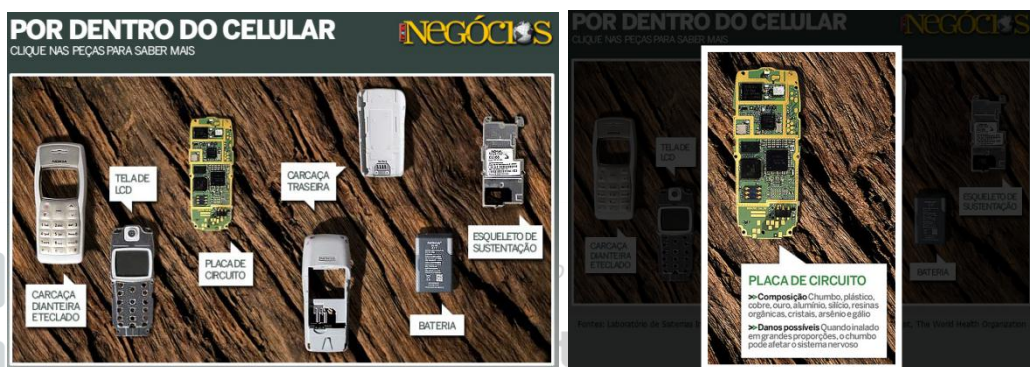 POR DENTRO DO CELULAR
CLIQUE NAS PEÇAS PARA SABER MAIS
NEGÓCIOS
TELA DE
LCD
CARCAÇA
TRASEIRA
PLACA DE
CIRCUITO
ESQUELETO DE
SUSTENTAÇÃO
CARCAÇA
DIANTEIRA
E TECLADO
BATERIA
POR DENTRO DO CELULAR
NEGÓCIOS
CLIQUE NAS PEÇAS PARA SABER MAIS
TELA DE
LCD
ESQUELETO DE
SUSTENTAÇÃO
CARCAÇA
DIANTEIRA
E TECLADO
BATERIA
PLACA DE CIRCUITO
>> Composição Chumbo, plástico,
cobre, ouro, alumínio, silício, resinas
orgânicas, cristais, arsênio e gálio
>> Danos possíveis Quando inalado
em grandes proporções, o chumbo
pode afetar o sistema nervoso
Fontes: Laboratório de
The World Health